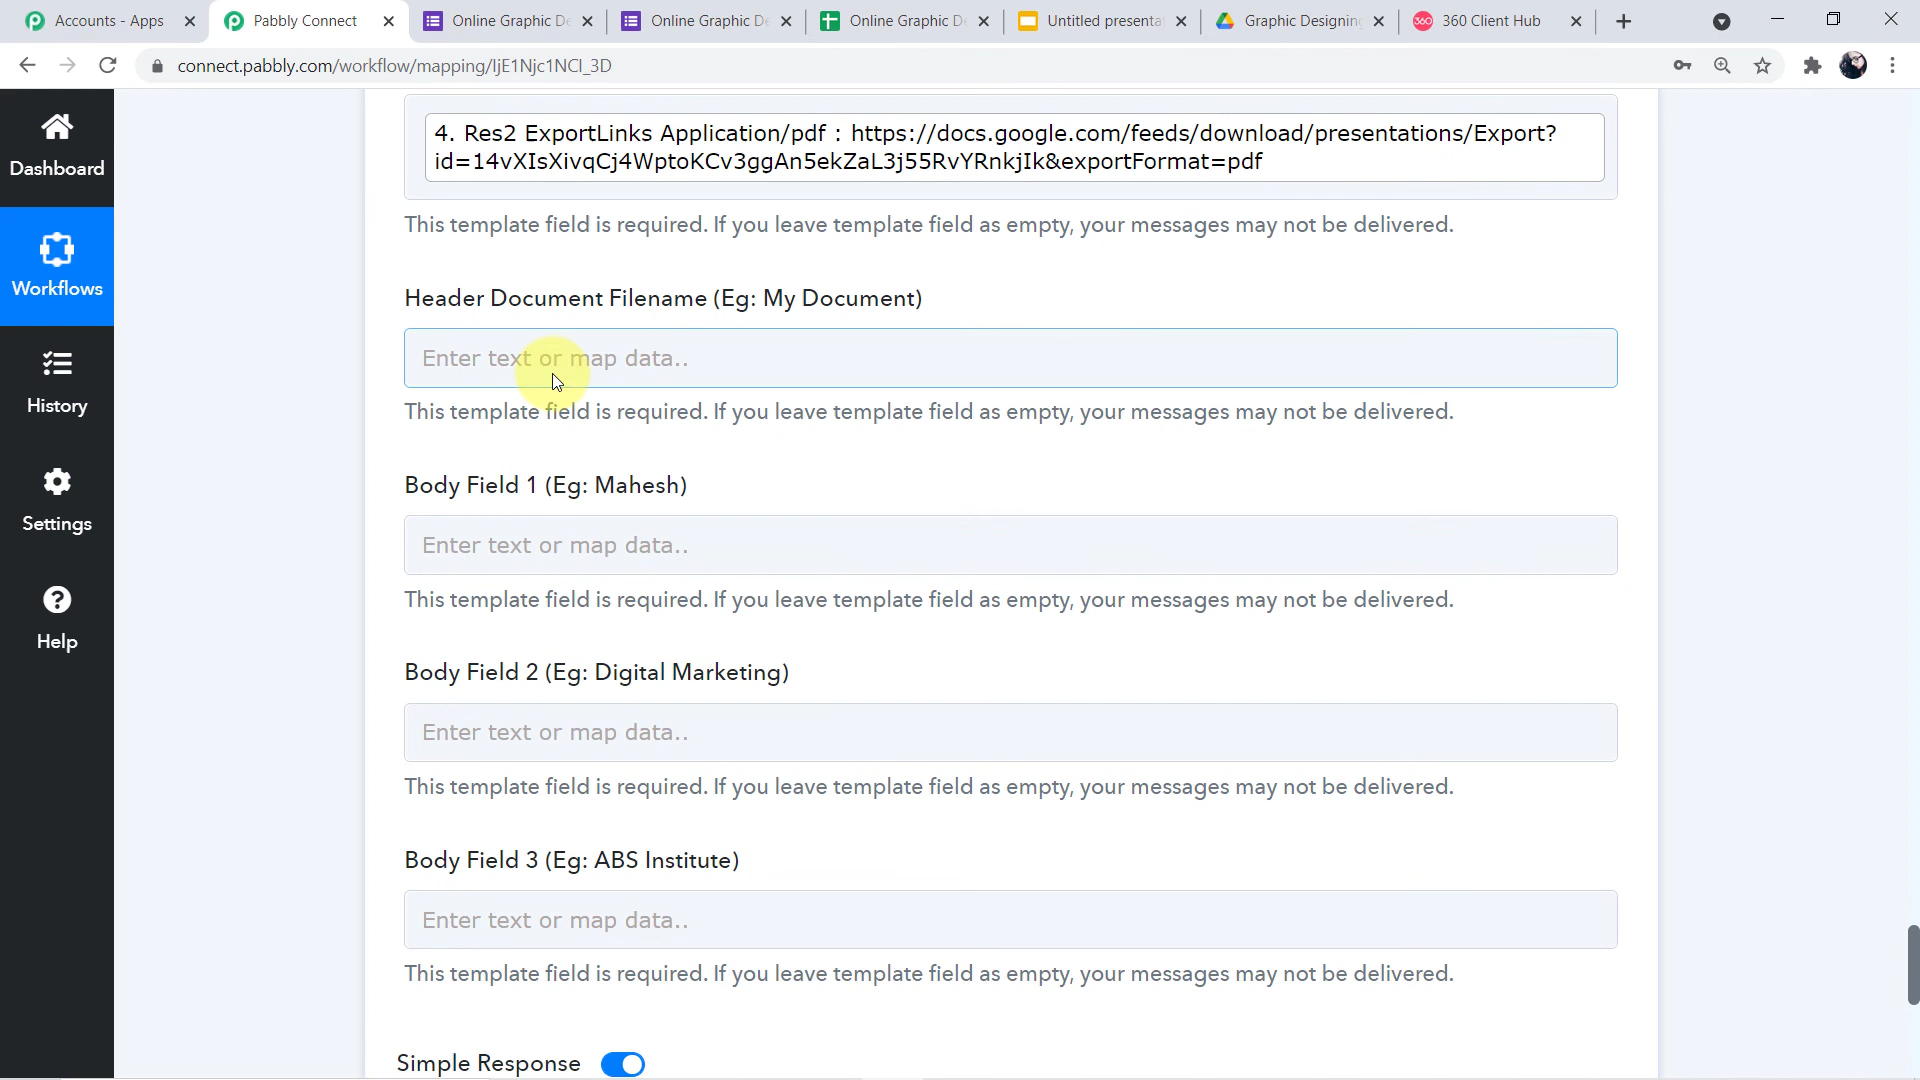 Accounts - Apps
Pabbly Connect
Online Graphic De
Online Graphic De
Online Graphic De
Untitled presenta
Graphic Designing
360 Client Hub
connect.pabbly.com/workflow/mapping/IjE1Njc1NCI_3D
Dashboard
Workflows
History
Settings
Help
4. Res2 ExportLinks Application/pdf : https://docs.google.com/feeds/download/presentations/Export?
id=14vXIsXivqCj4WptoKCv3ggAn5ekZaL3j55RvYRnkjIk&exportFormat=pdf
This template field is required. If you leave template field as empty, your messages may not be delivered.
Header Document Filename (Eg: My Document)
Enter text or map data..
This template field is required. If you leave template field as empty, your messages may not be delivered.
Body Field 1 (Eg: Mahesh)
Enter text or map data..
This template field is required. If you leave template field as empty, your messages may not be delivered.
Body Field 2 (Eg: Digital Marketing)
Enter text or map data..
This template field is required. If you leave template field as empty, your messages may not be delivered.
Body Field 3 (Eg: ABS Institute)
Enter text or map data..
This template field is required. If you leave template field as empty, your messages may not be delivered.
Simple Response